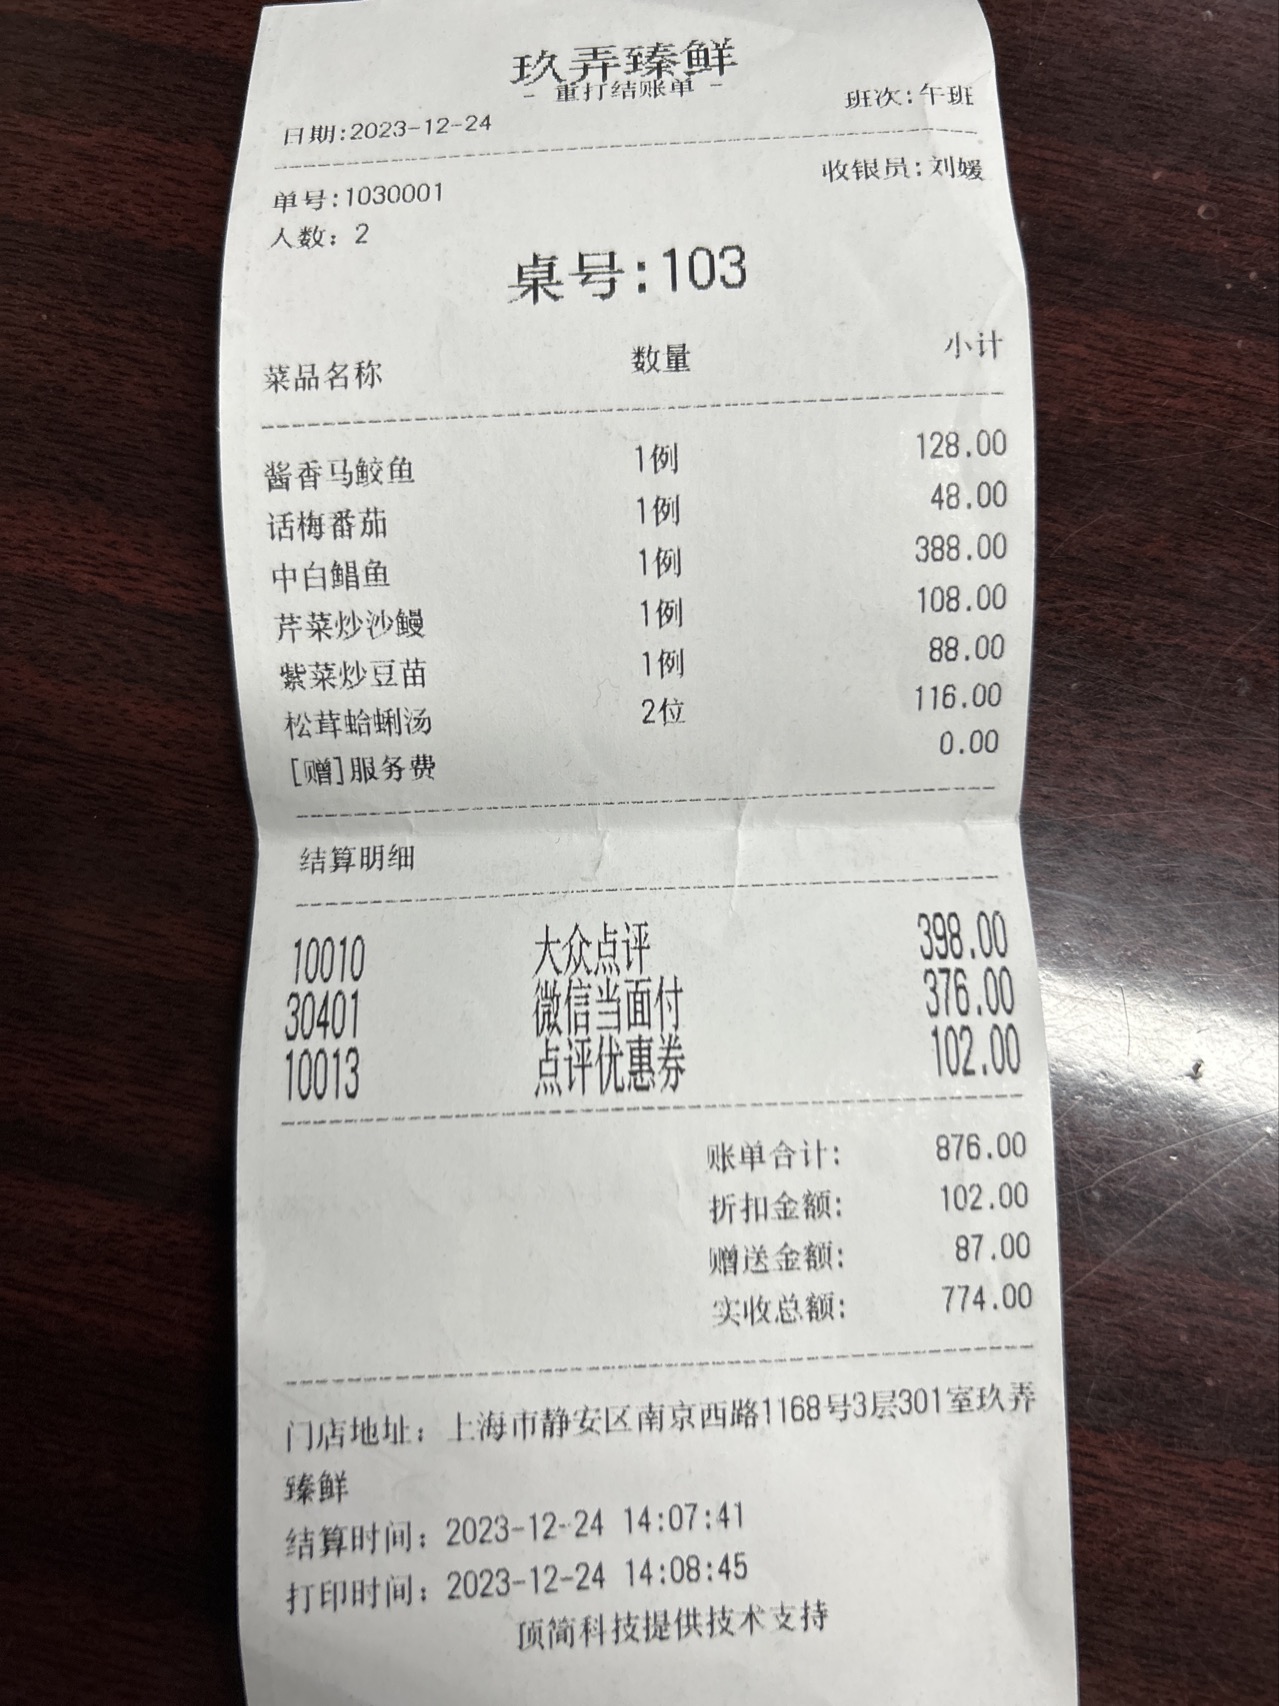 玖弄臻鲜
- 重打结账单 -
日期:2023-12-24 班次:午班
单号:1030001 收银员:刘媛
人数: 2
桌号:103
菜品名称 数量 小计
酱香马鲛鱼 1例 128.00
话梅番茄 1例 48.00
中白鲳鱼 1例 388.00
芹菜炒沙鳗 1例 108.00
紫菜炒豆苗 1例 88.00
松茸蛤蜊汤 2位 116.00
[赠]服务费 0.00
结算明细
10010 大众点评 398.00
30401 微信当面付 376.00
10013 点评优惠券 102.00
账单合计: 876.00
折扣金额: 102.00
赠送金额: 87.00
实收总额: 774.00
门店地址: 上海市静安区南京西路1168号3层301室玖弄
臻鲜
结算时间: 2023-12-24 14:07:41
打印时间: 2023-12-24 14:08:45
顶简科技提供技术支持